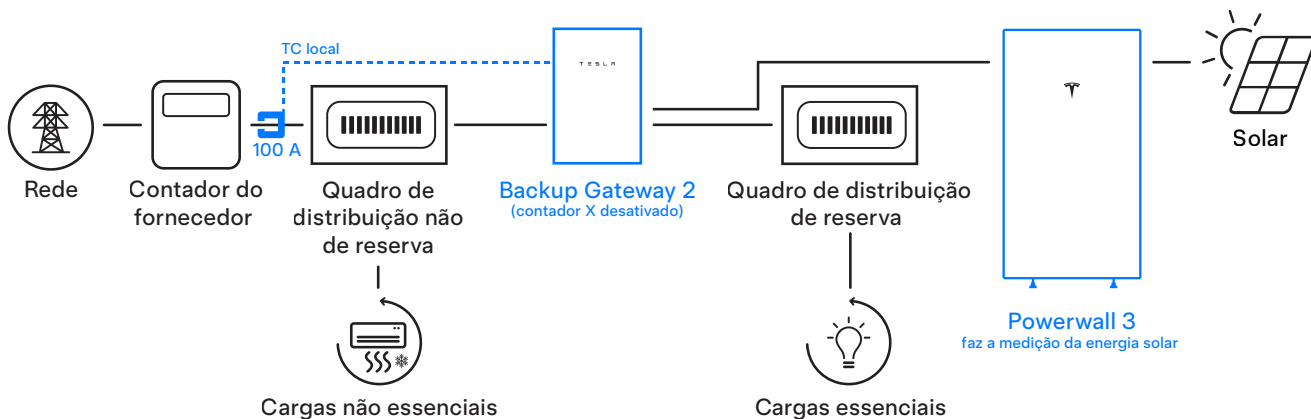 TC local
TESLA
100 A
Rede
Contador do
fornecedor
Quadro de
distribuição não
de reserva
Backup Gateway 2
(contador X desativado)
Quadro de distribuição
de reserva
Solar
Powerwall 3
faz a medição da energia solar
Cargas não essenciais
Cargas essenciais